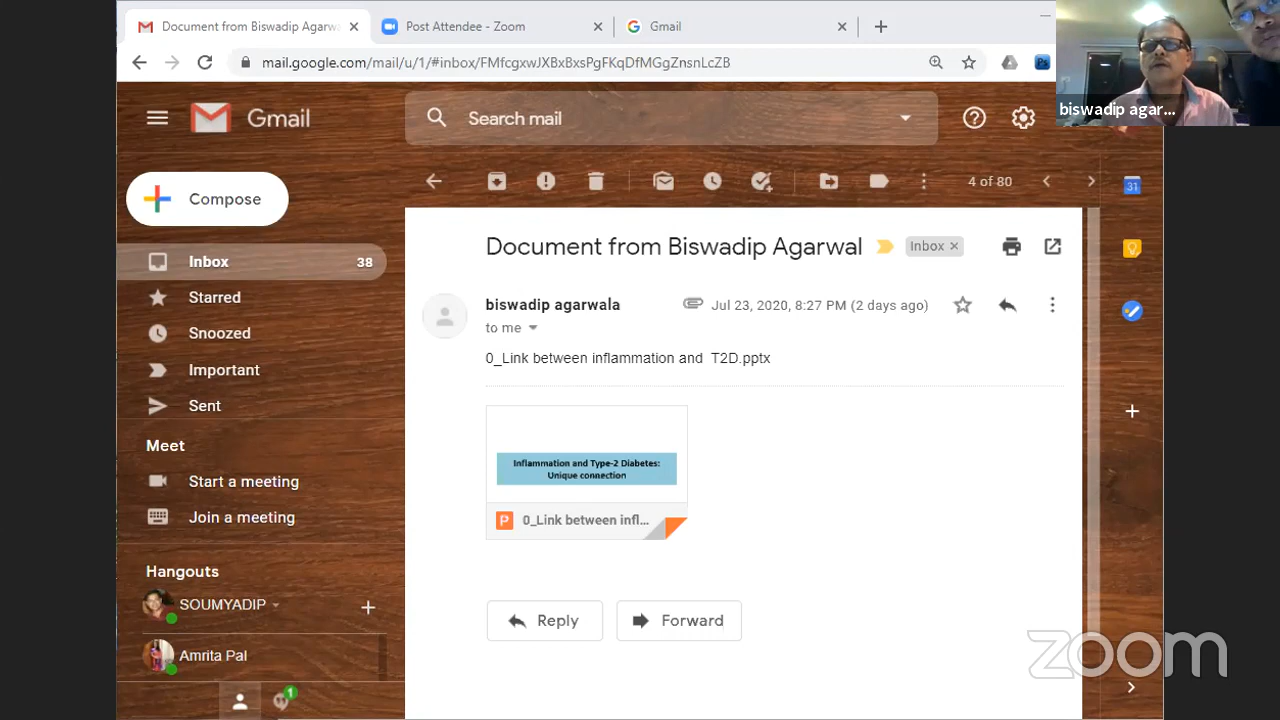 Document from Biswadip Agarwa
Post Attendee - Zoom
Gmail
mail.google.com/mail/u/1/#inbox/FMfcgxwJXBxBxsPgFKqDfMGgZnsnLcZB
biswadip agar...
Gmail
Search mail
Compose
4 of 80
31
Document from Biswadip Agarwal
Inbox
Inbox 38
biswadip agarwala
Jul 23, 2020, 8:27 PM (2 days ago)
to me
Starred
Snoozed
0_Link between inflammation and T2D.pptx
Important
Sent
Meet
Inflammation and Type-2 Diabetes:
Unique connection
Start a meeting
P 0_Link between infl...
Join a meeting
Hangouts
SOUMYADIP
Reply
Forward
Amrita Pal
zoom
1